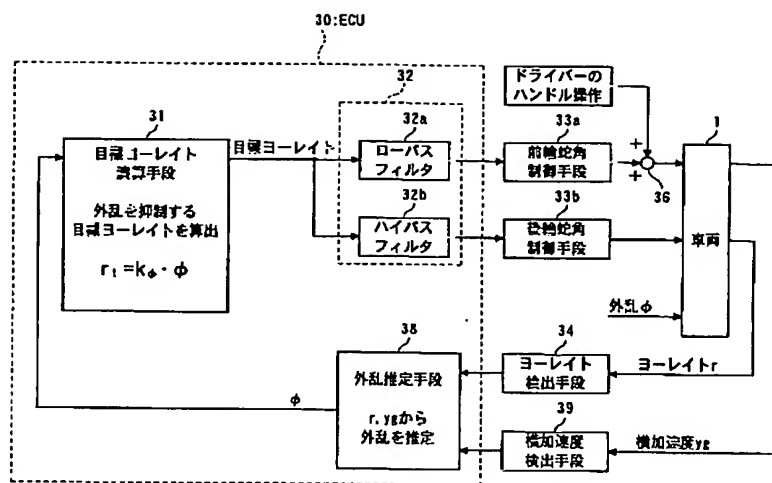 30:ECU
32
ドライバーの
ハンドル操作
31
目標ヨーレイト
演算手段
外乱を抑制する
目標ヨーレイトを算出
r₁=kφ・φ
目標ヨーレイト
32a
ローパス
フィルタ
33a
前輪蛇角
制御手段
+
+
36
1
車両
32b
ハイパス
フィルタ
33b
後輪蛇角
制御手段
外乱φ
38
外乱推定手段
r,ygから
外乱を推定
φ
34
ヨーレイト
検出手段
ヨーレイトr
39
横加速度
検出手段
横加速度yg